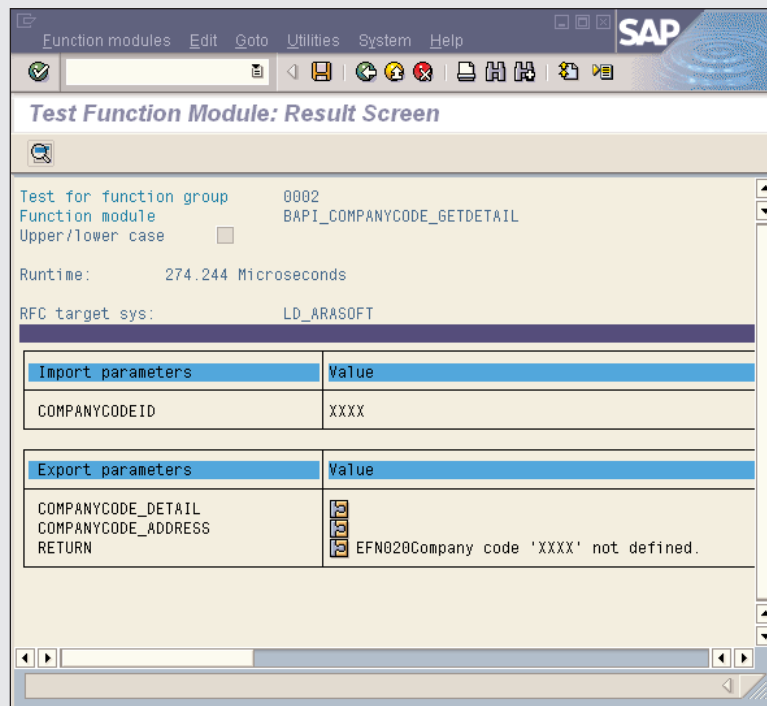 Function modules Edit Goto Utilities System Help
SAP
Test Function Module: Result Screen
Test for function group 0002
Function module BAPI_COMPANYCODE_GETDETAIL
Upper/lower case
Runtime: 274.244 Microseconds
RFC target sys: LD_ARASOFT
Import parameters Value
COMPANYCODEID XXXX
Export parameters Value
COMPANYCODE_DETAIL
COMPANYCODE_ADDRESS
RETURN EFN020Company code 'XXXX' not defined.